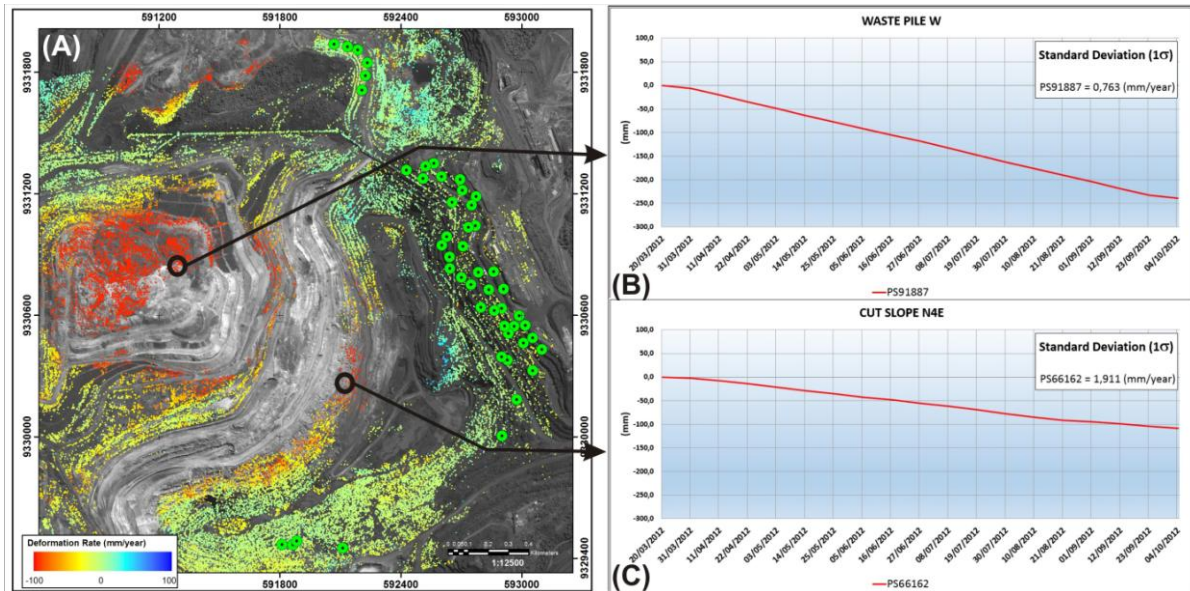 (A)
591200 591800 592400 593000
9331800 9331800
9331200 9331200
9330600 9330600
9330000 9330000
9329400 9329400
591800 592400 593000
Deformation Rate (mm/year)
-100 0 100
Kilometers
1:12500
WASTE PILE W
100,0
50,0
0,0
-50,0
-100,0
-150,0
-200,0
-250,0
-300,0
(mm)
Standard Deviation (1σ)
PS91887 = 0,763 (mm/year)
20/03/2012 31/03/2012 11/04/2012 22/04/2012 03/05/2012 14/05/2012 25/05/2012 05/06/2012 16/06/2012 27/06/2012 08/07/2012 19/07/2012 30/07/2012 10/08/2012 21/08/2012 01/09/2012 12/09/2012 23/09/2012 04/10/2012
(B)
PS91887
CUT SLOPE N4E
100,0
50,0
0,0
-50,0
-100,0
-150,0
-200,0
-250,0
-300,0
(mm)
Standard Deviation (1σ)
PS66162 = 1,911 (mm/year)
20/03/2012 31/03/2012 11/04/2012 22/04/2012 03/05/2012 14/05/2012 25/05/2012 05/06/2012 16/06/2012 27/06/2012 08/07/2012 19/07/2012 30/07/2012 10/08/2012 21/08/2012 01/09/2012 12/09/2012 23/09/2012 04/10/2012
(C)
PS66162